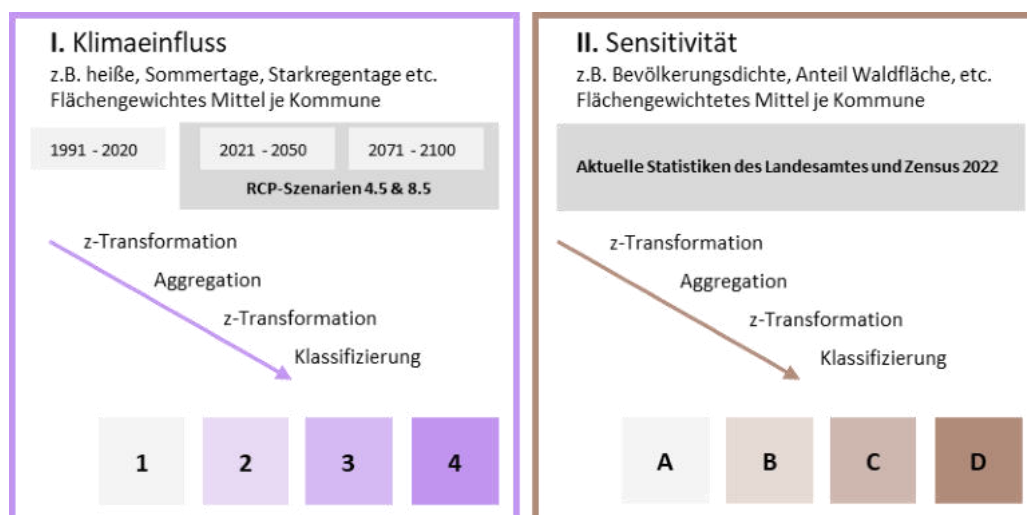 I. Klimaeinfluss
z.B. heiße, Sommertage, Starkregentage etc.
Flächengewichtes Mittel je Kommune
1991 - 2020
2021 - 2050
2071 - 2100
RCP-Szenarien 4.5 & 8.5
z-Transformation
Aggregation
z-Transformation
Klassifizierung
1
2
3
4
II. Sensitivität
z.B. Bevölkerungsdichte, Anteil Waldfläche, etc.
Flächengewichtetes Mittel je Kommune
Aktuelle Statistiken des Landesamtes und Zensus 2022
z-Transformation
Aggregation
z-Transformation
Klassifizierung
A
B
C
D